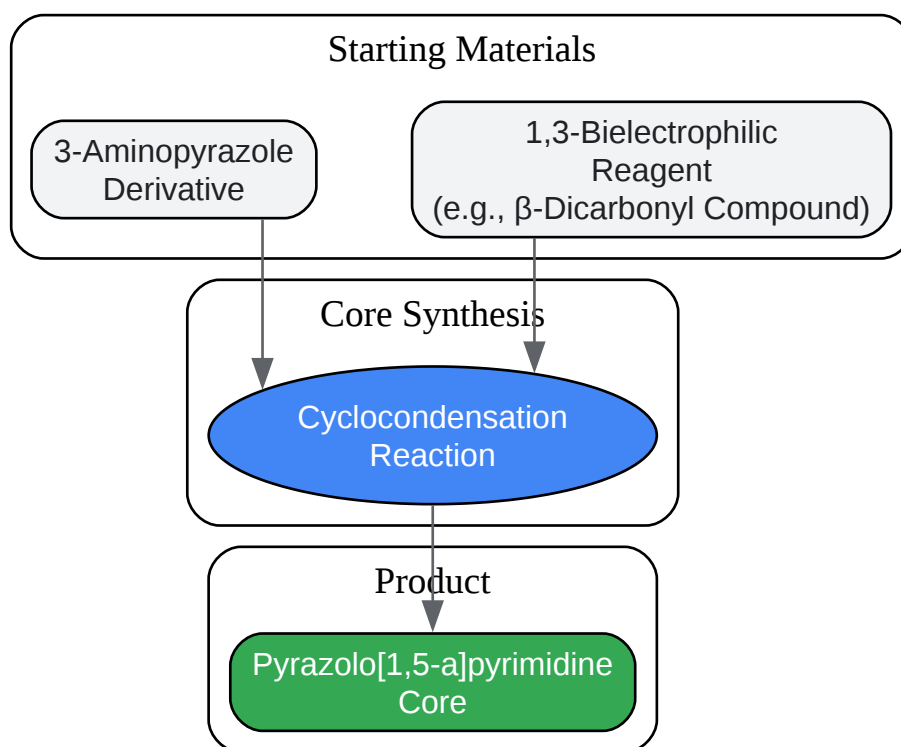 Starting Materials
3-Aminopyrazole
Derivative
1,3-Bielectrophilic
Reagent
(e.g., β-Dicarbonyl Compound)
Core Synthesis
Cyclocondensation
Reaction
Product
Pyrazolo[1,5-a]pyrimidine
Core